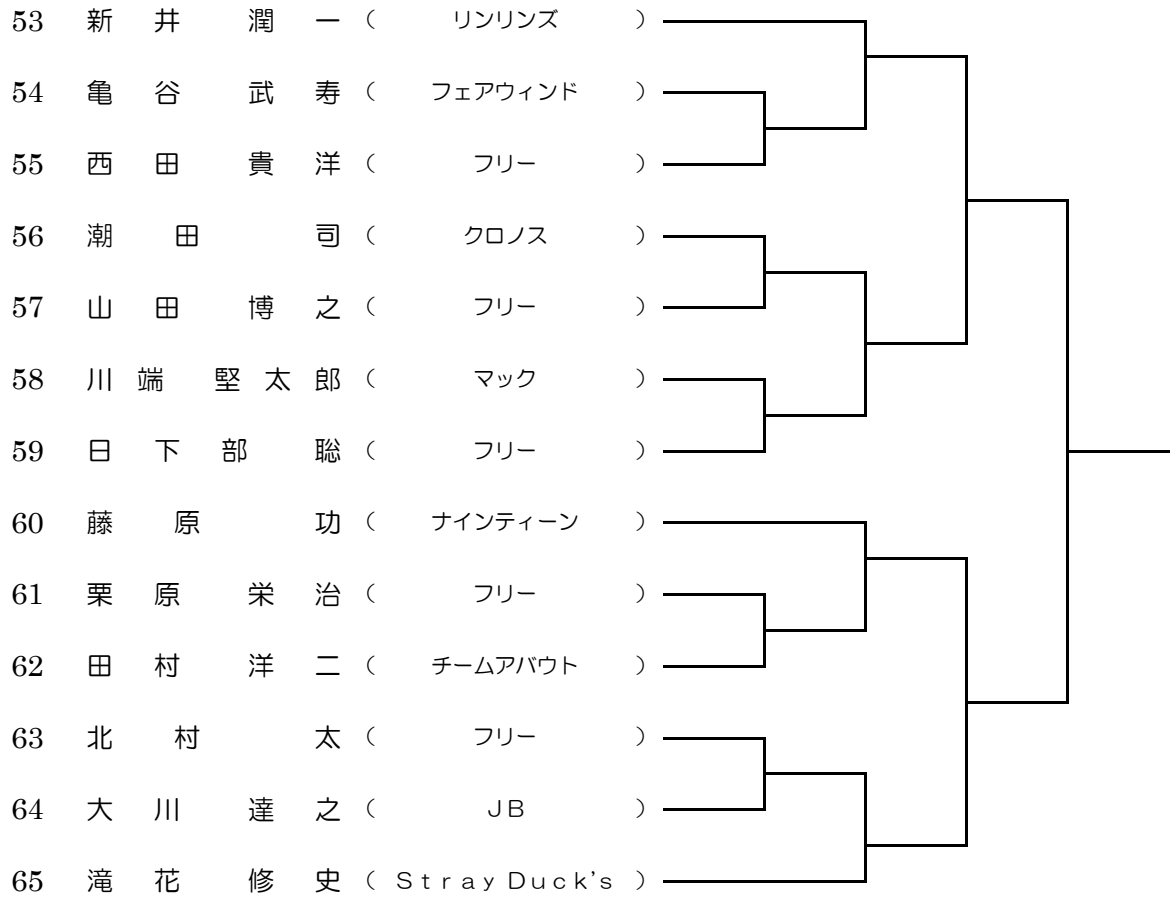 53 新井 潤一 ( リンリンズ )
54 亀谷 武寿 ( フェアウィンド )
55 西田 貴洋 ( フリー )
56 潮田 司 ( クロノス )
57 山田 博之 ( フリー )
58 川端 堅太郎 ( マック )
59 日下部 聡 ( フリー )
60 藤原 功 ( ナインティーン )
61 栗原 栄治 ( フリー )
62 田村 洋二 ( チームアバウト )
63 北村 太 ( フリー )
64 大川 達之 ( JB )
65 滝花 修史 ( Stray Duck's )